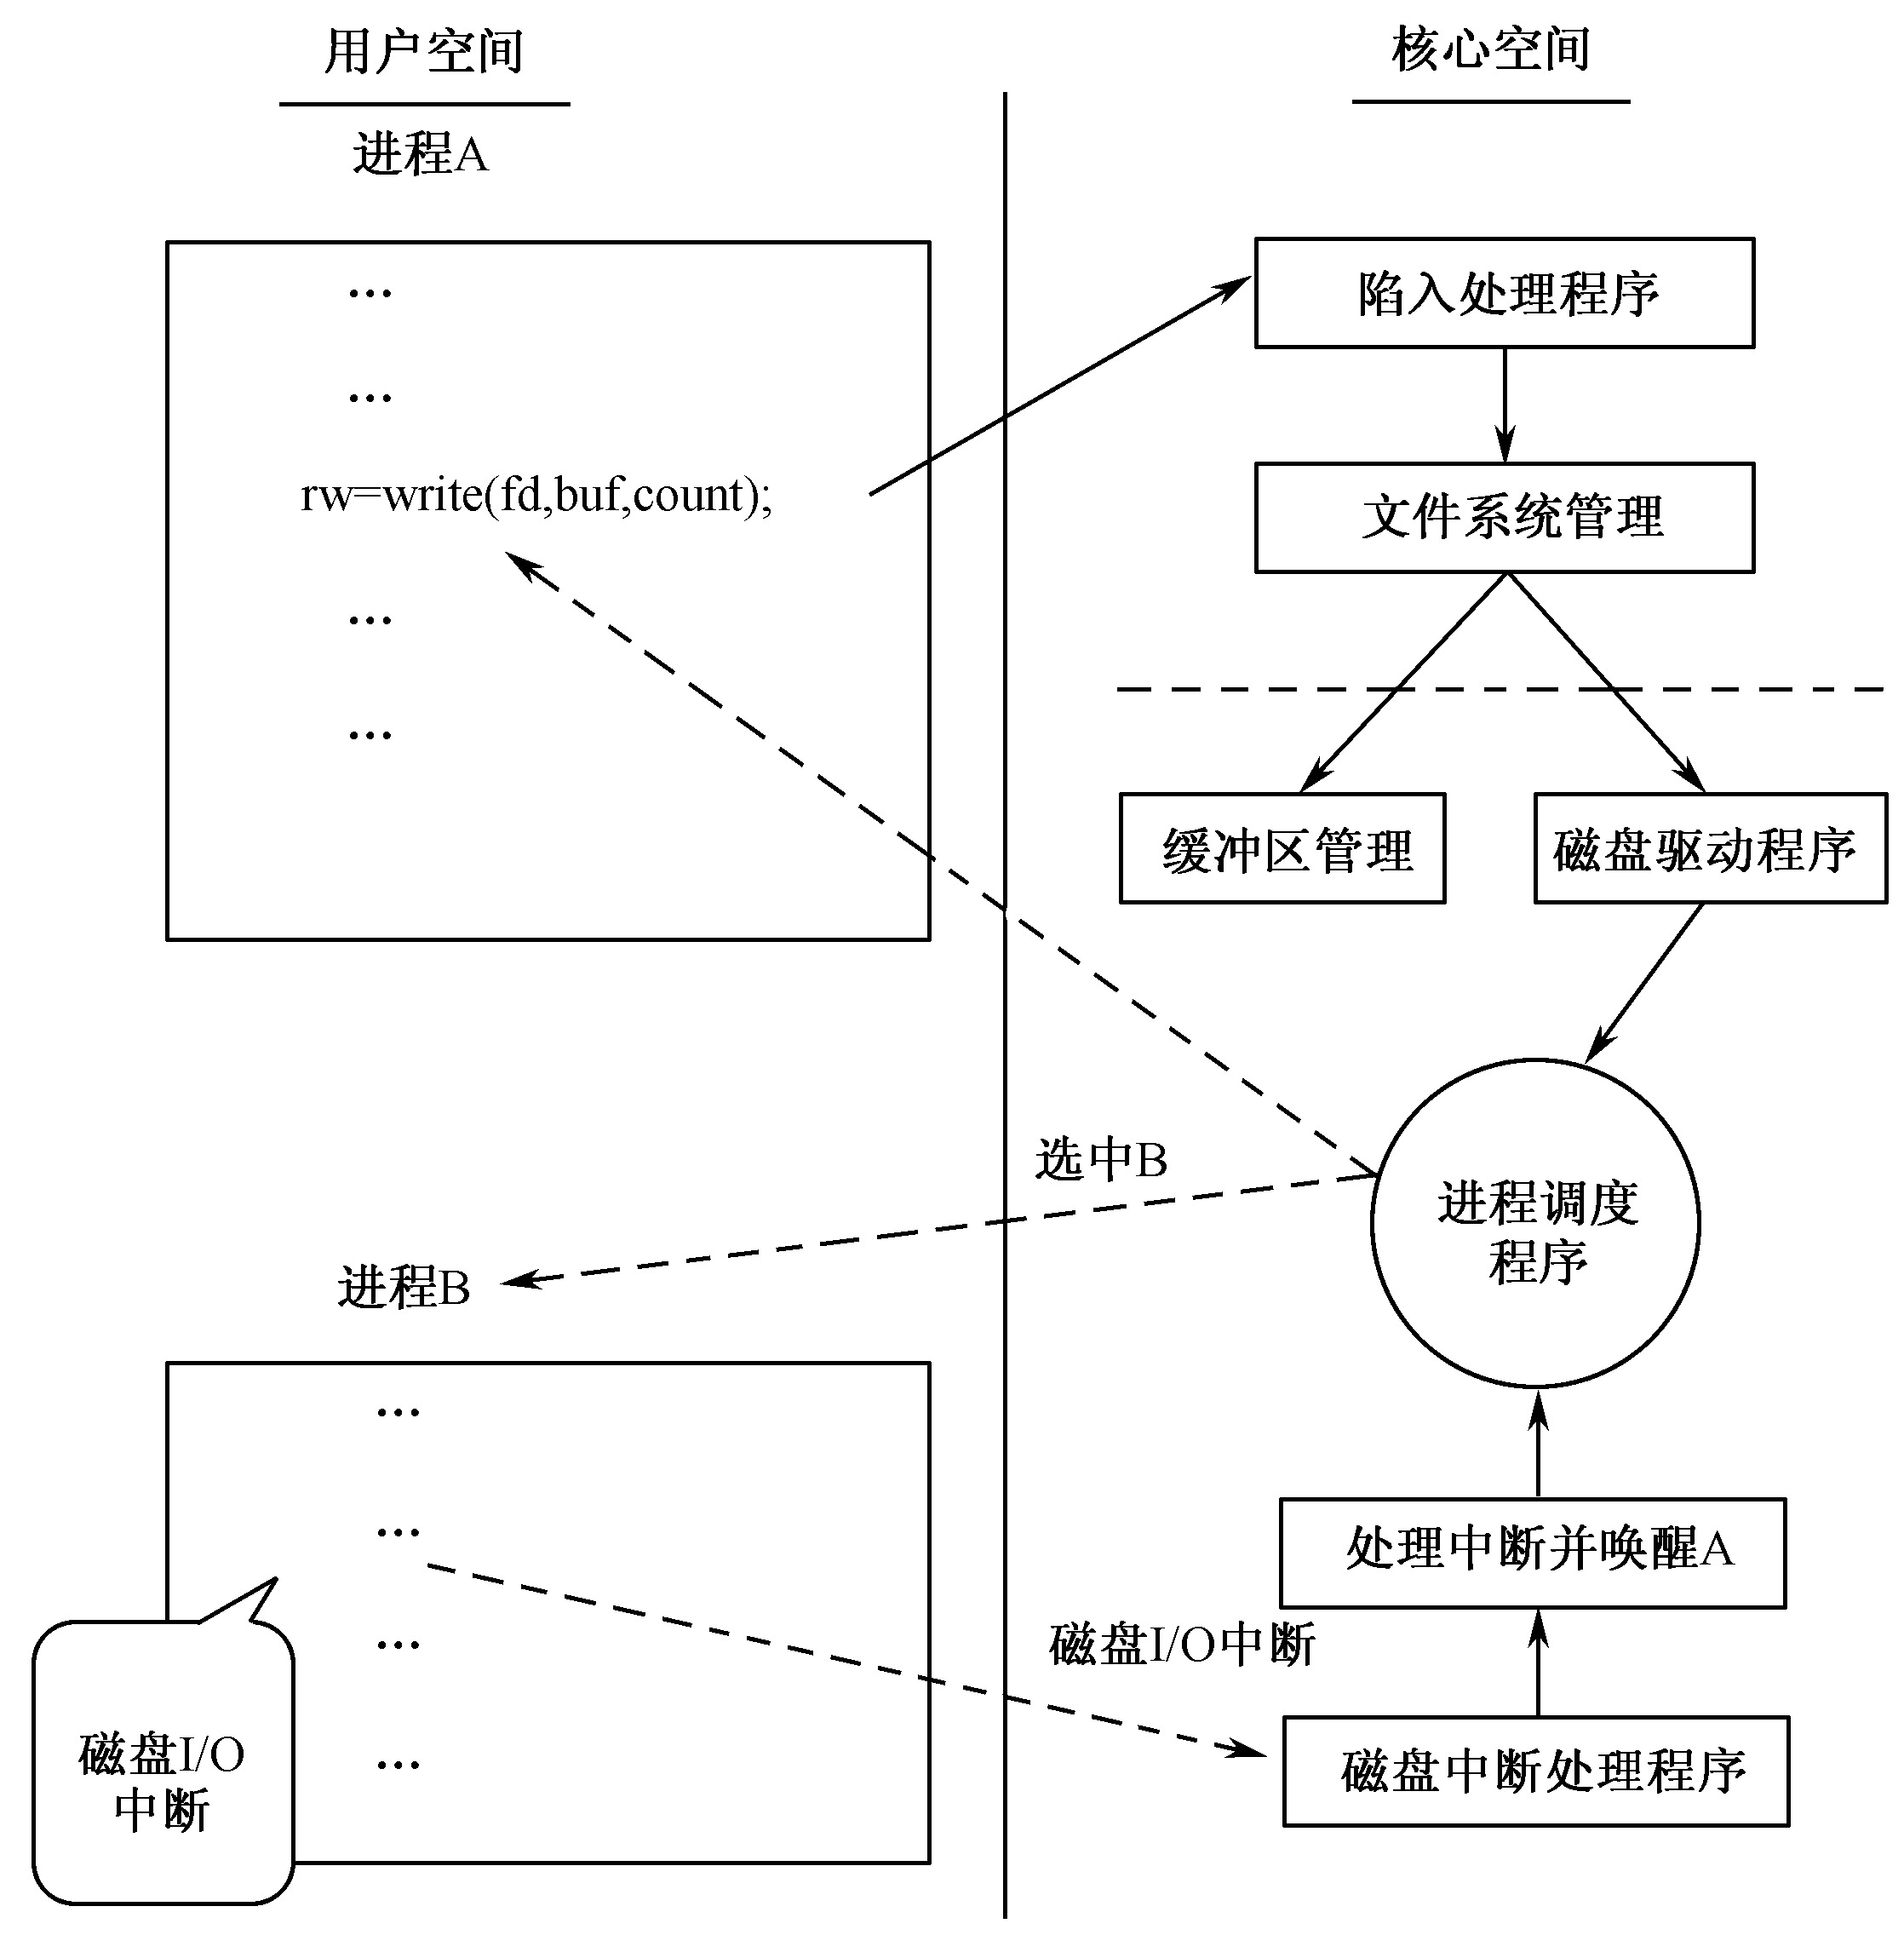 用户空间
进程A
...
...
rw=write(fd,buf,count);
...
...
核心空间
陷入处理程序
文件系统管理
缓冲区管理
磁盘驱动程序
进程调度
程序
选中B
进程B
...
...
...
...
磁盘I/O
中断
处理中断并唤醒A
磁盘I/O中断
磁盘中断处理程序